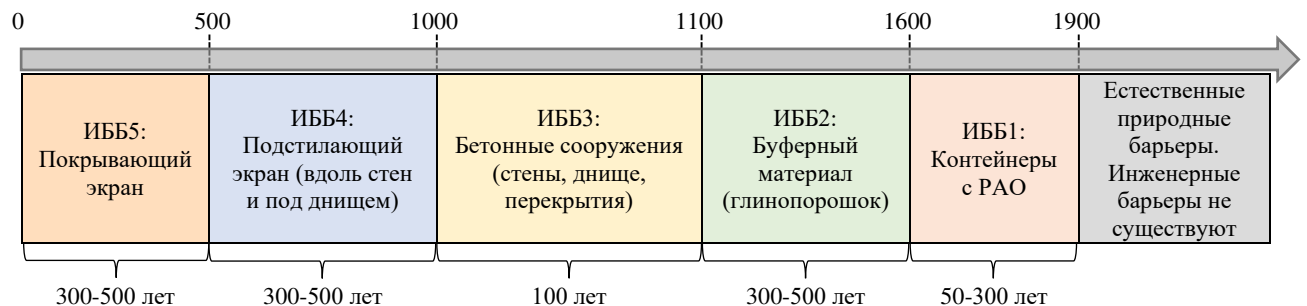 0
500
1000
1100
1600
1900
ИББ5:
Покрывающий
экран
ИББ4:
Подстилающий
экран (вдоль стен
и под днищем)
ИББ3:
Бетонные сооружения
(стены, днище,
перекрытия)
ИББ2:
Буферный
материал
(глинопорошок)
ИББ1:
Контейнеры
с РАО
Естественные
природные
барьеры.
Инженерные
барьеры не
существуют
300-500 лет
300-500 лет
100 лет
300-500 лет
50-300 лет